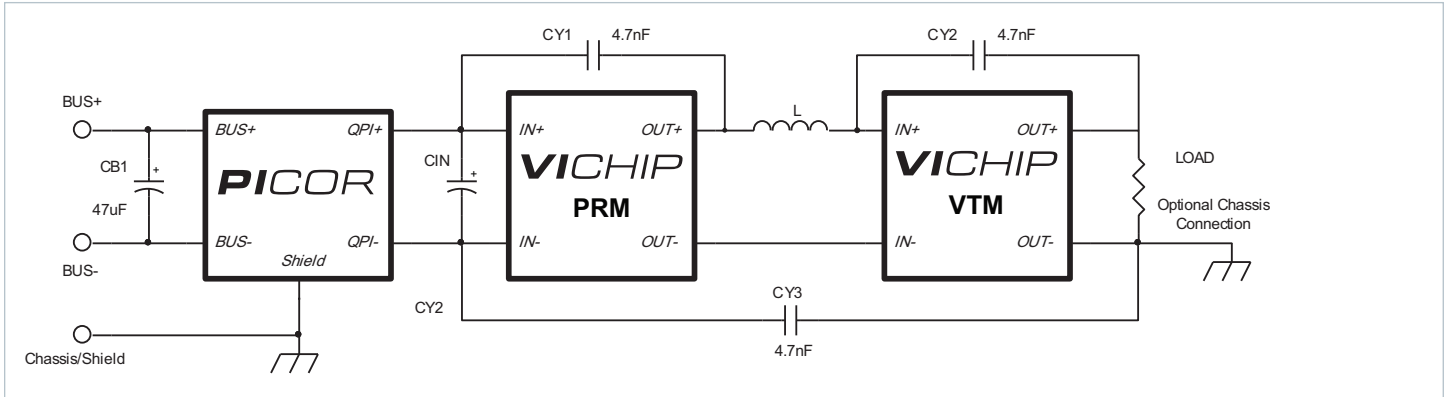 CY1 4.7nF
CY2 4.7nF
BUS+
BUS+ QPI+
IN+ OUT+
L
IN+ OUT+
CB1
+
47uF
PICOR
CIN
+
VICHIP
PRM
VICHIP
VTM
LOAD
Optional Chassis
Connection
BUS-
BUS- QPI-
IN- OUT-
IN- OUT-
Shield
CY2
CY3
4.7nF
Chassis/Shield